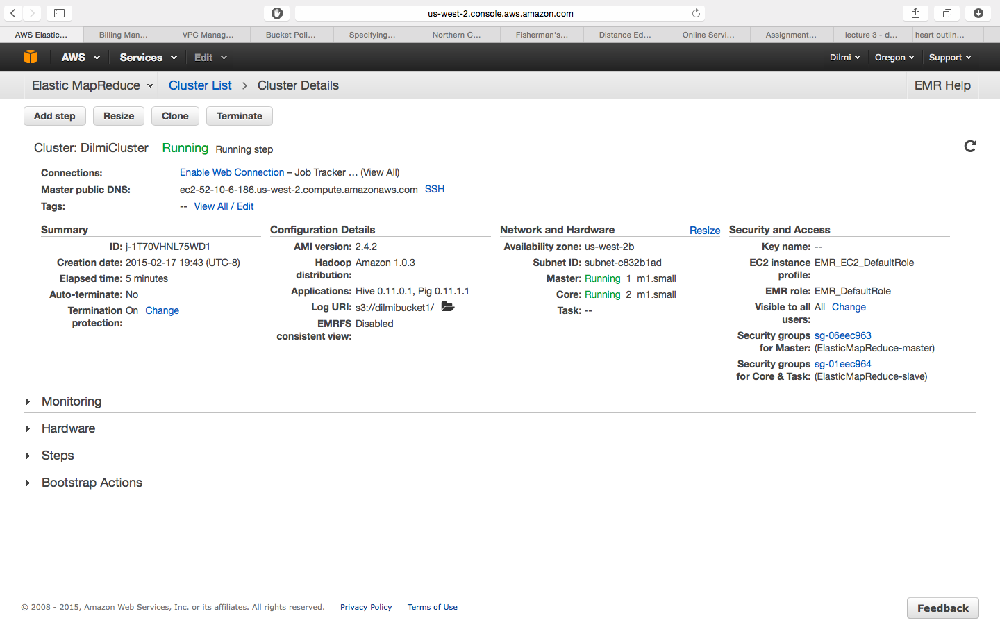 us-west-2.console.aws.amazon.com
AWS Elastic... Billing Man... VPC Manag... Bucket Poli... Specifying... Northern C... Fisherman's... Distance Ed... Online Servi... Assignment... lecture 3 - d... heart outlin...
AWS Services Edit Dilmi Oregon Support
Elastic MapReduce Cluster List > Cluster Details EMR Help
Add step Resize Clone Terminate
Cluster: DilmiCluster Running Running step
Connections: Enable Web Connection – Job Tracker ... (View All)
Master public DNS: ec2-52-10-6-186.us-west-2.compute.amazonaws.com SSH
Tags: -- View All / Edit
Summary
ID: j-1T70VHNL75WD1
Creation date: 2015-02-17 19:43 (UTC-8)
Elapsed time: 5 minutes
Auto-terminate: No
Termination On Change
protection:
Configuration Details
AMI version: 2.4.2
Hadoop Amazon 1.0.3
distribution:
Applications: Hive 0.11.0.1, Pig 0.11.1.1
Log URI: s3://dilmibucket1/
EMRFS Disabled
consistent view:
Network and Hardware Resize
Availability zone: us-west-2b
Subnet ID: subnet-c832b1ad
Master: Running 1 m1.small
Core: Running 2 m1.small
Task: --
Security and Access
Key name: --
EC2 instance EMR_EC2_DefaultRole
profile:
EMR role: EMR_DefaultRole
Visible to all All Change
users:
Security groups sg-06eec963
for Master: (ElasticMapReduce-master)
Security groups sg-01eec964
for Core & Task: (ElasticMapReduce-slave)
Monitoring
Hardware
Steps
Bootstrap Actions
© 2008 - 2015, Amazon Web Services, Inc. or its affiliates. All rights reserved. Privacy Policy Terms of Use Feedback